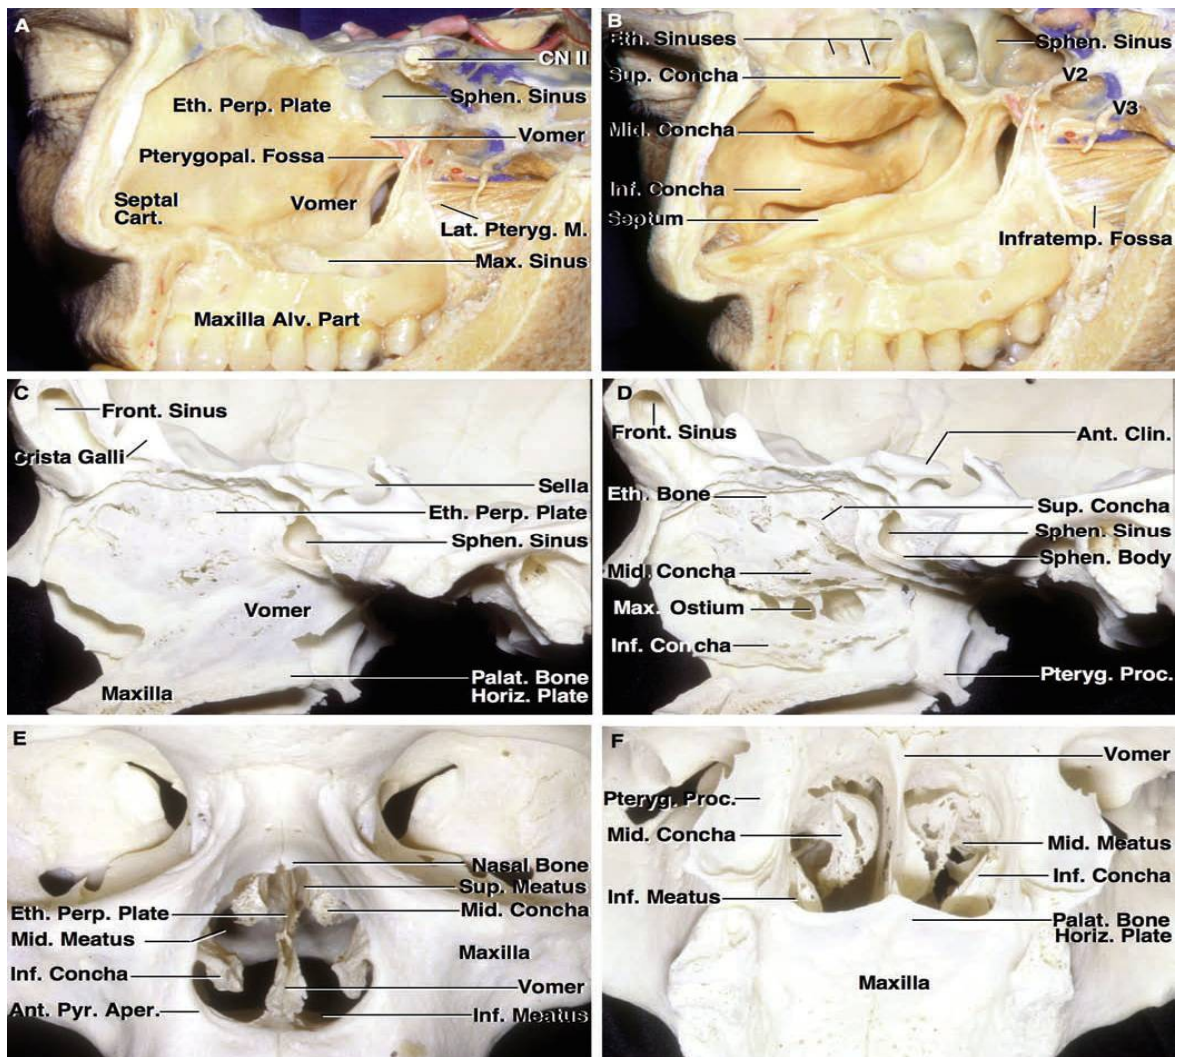 A
CN II
Eth. Perp. Plate
Sphen. Sinus
Vomer
Pterygopal. Fossa
Septal
Cart.
Vomer
Lat. Pteryg. M.
Max. Sinus
Maxilla Alv. Part
B
Eth. Sinuses
Sphen. Sinus
Sup. Concha
V2
V3
Mid. Concha
Inf. Concha
Septum
Infratemp. Fossa
C
Front. Sinus
Crista Galli
Sella
Eth. Perp. Plate
Sphen. Sinus
Vomer
Palat. Bone
Horiz. Plate
Maxilla
D
Front. Sinus
Ant. Clin.
Eth. Bone
Sup. Concha
Sphen. Sinus
Sphen. Body
Mid. Concha
Max. Ostium
Inf. Concha
Pteryg. Proc.
E
Nasal Bone
Sup. Meatus
Eth. Perp. Plate
Mid. Concha
Mid. Meatus
Maxilla
Inf. Concha
Vomer
Ant. Pyr. Aper.
Inf. Meatus
F
Vomer
Pteryg. Proc.
Mid. Concha
Mid. Meatus
Inf. Concha
Inf. Meatus
Palat. Bone
Horiz. Plate
Maxilla